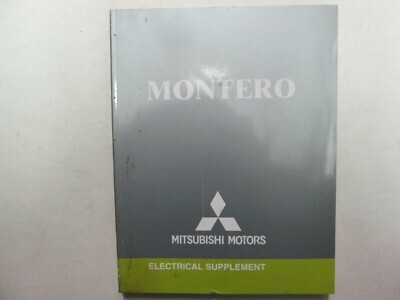 MONTERO
MITSUBISHI MOTORS
ELECTRICAL SUPPLEMENT